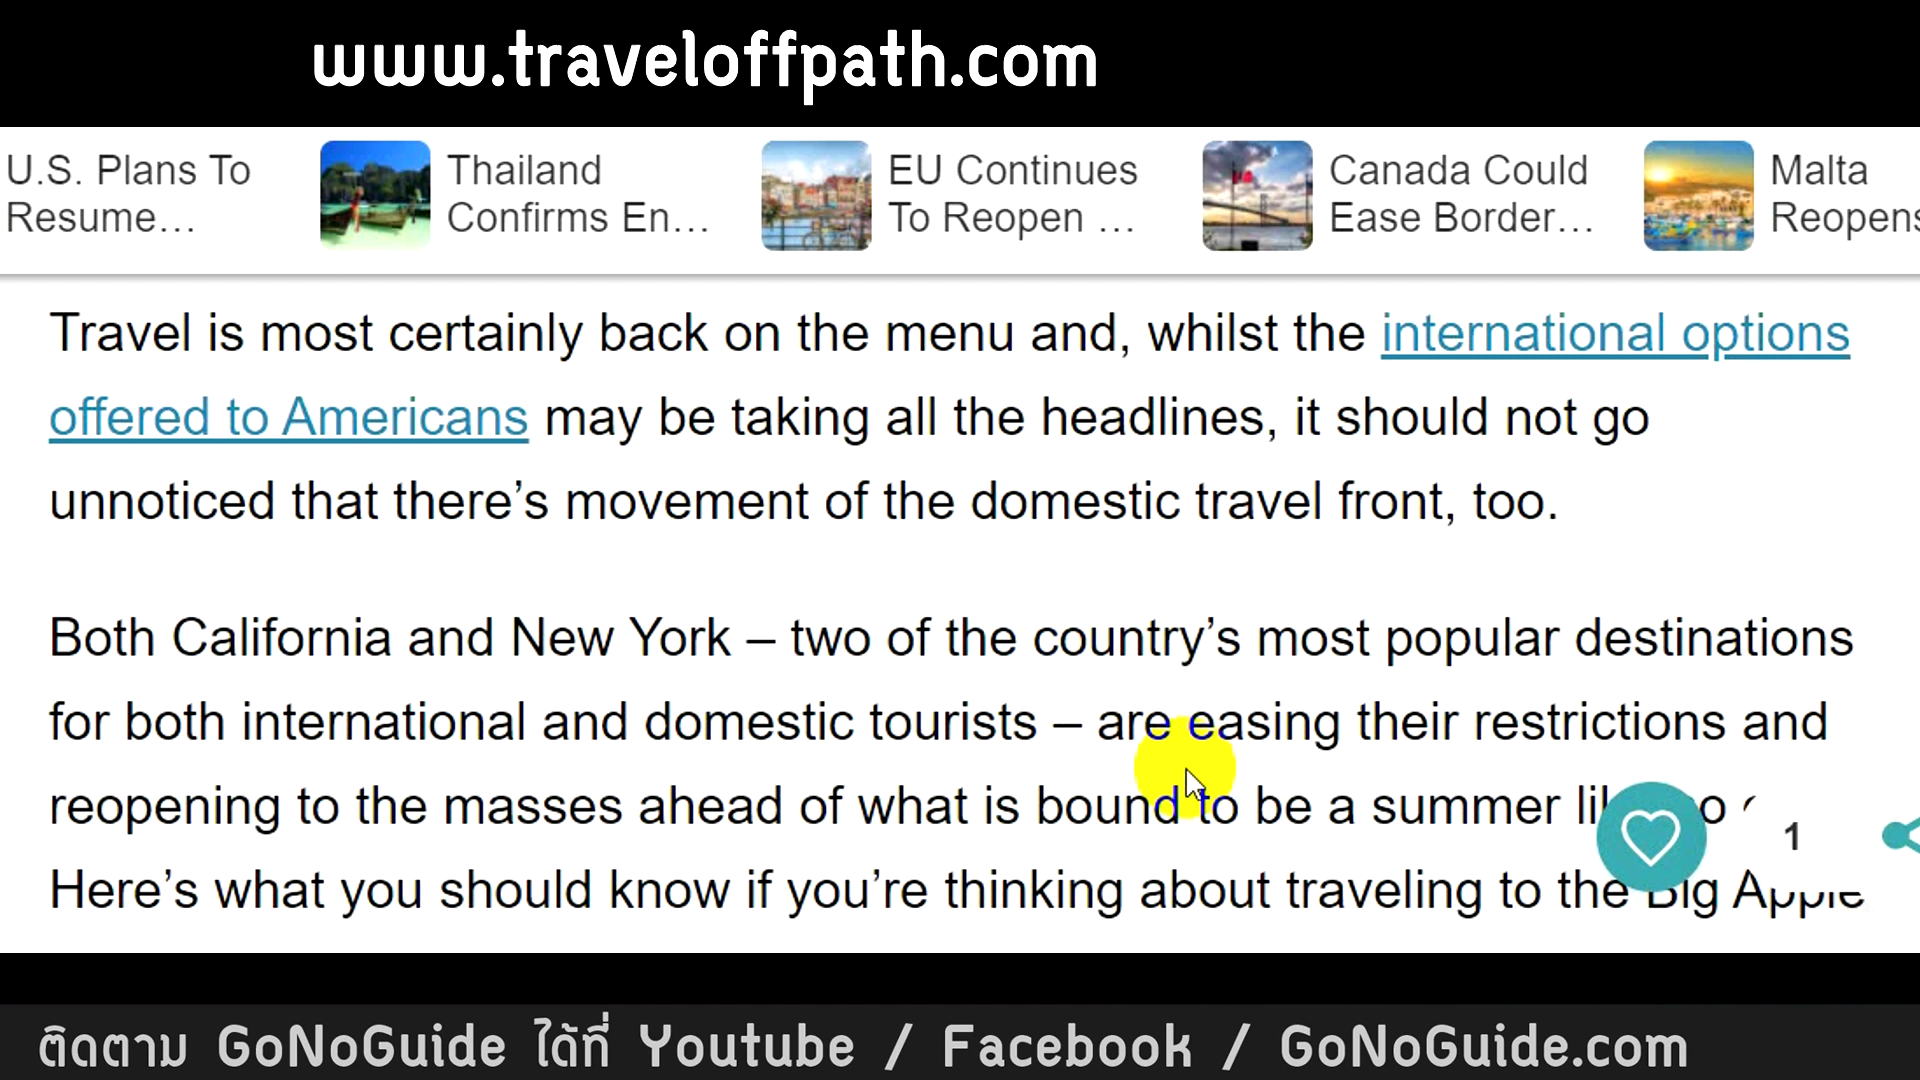 www.traveloffpath.com
U.S. Plans To
Resume...
Thailand
Confirms En...
EU Continues
To Reopen ...
Canada Could
Ease Border...
Malta
Reopens
Travel is most certainly back on the menu and, whilst the international options
offered to Americans may be taking all the headlines, it should not go
unnoticed that there’s movement of the domestic travel front, too.
Both California and New York – two of the country’s most popular destinations
for both international and domestic tourists – are easing their restrictions and
reopening to the masses ahead of what is bound to be a summer
1
Here’s what you should know if you’re thinking about traveling to the Big Apple
ติดตาม GoNoGuide ได้ที่ Youtube / Facebook / GoNoGuide.com